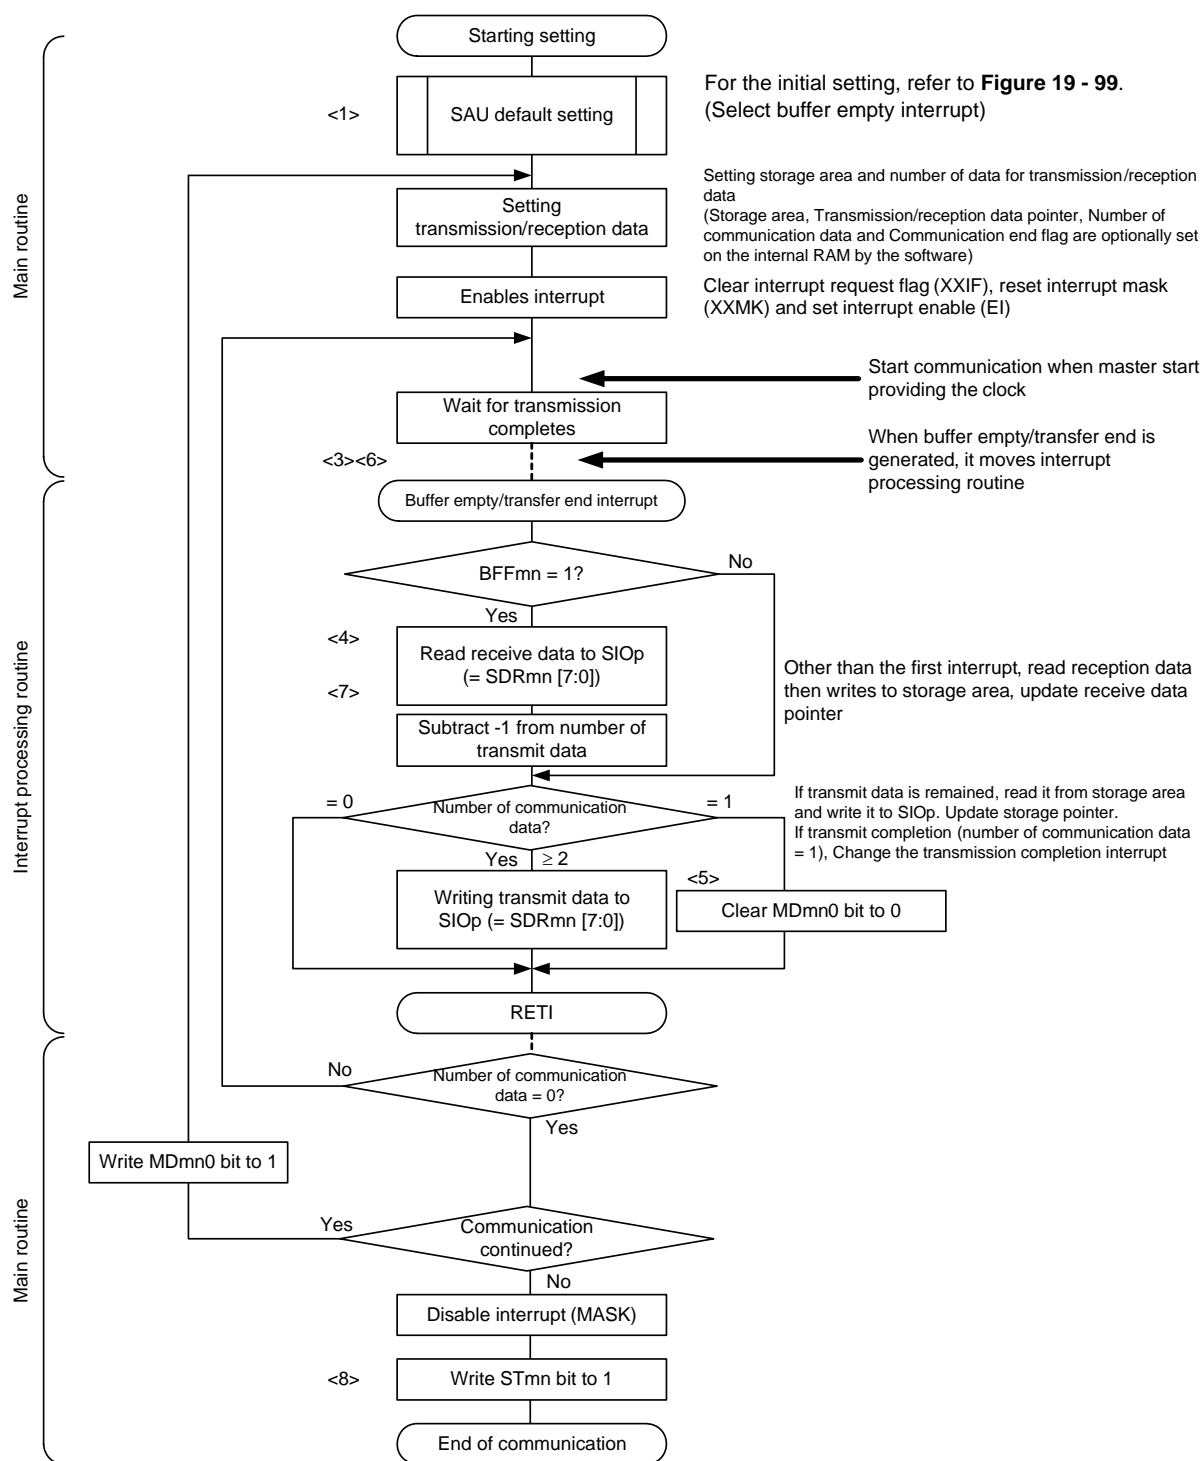 Starting setting
For the initial setting, refer to Figure 19 - 99.
(Select buffer empty interrupt)
<1>
SAU default setting
Setting storage area and number of data for transmission/reception
data
(Storage area, Transmission/reception data pointer, Number of
communication data and Communication end flag are optionally set
on the internal RAM by the software)
Setting
transmission/reception data
Main routine
Enables interrupt
Clear interrupt request flag (XXIF), reset interrupt mask
(XXMK) and set interrupt enable (EI)
Start communication when master start
providing the clock
Wait for transmission
completes
When buffer empty/transfer end is
generated, it moves interrupt
processing routine
<3><6>
Buffer empty/transfer end interrupt
BFFmn = 1?
No
Yes
<4>
Read receive data to SIOp
(= SDRmn [7:0])
<7>
Other than the first interrupt, read reception data
then writes to storage area, update receive data
pointer
Subtract -1 from number of
transmit data
Interrupt processing routine
= 0
Number of communication
data?
= 1
If transmit data is remained, read it from storage area
and write it to SIOp. Update storage pointer.
If transmit completion (number of communication data
= 1), Change the transmission completion interrupt
Yes
≥ 2
Writing transmit data to
SIOp (= SDRmn [7:0])
<5>
Clear MDmn0 bit to 0
RETI
No
Number of communication
data = 0?
Yes
Write MDmn0 bit to 1
Main routine
Yes
Communication
continued?
No
Disable interrupt (MASK)
<8>
Write STmn bit to 1
End of communication